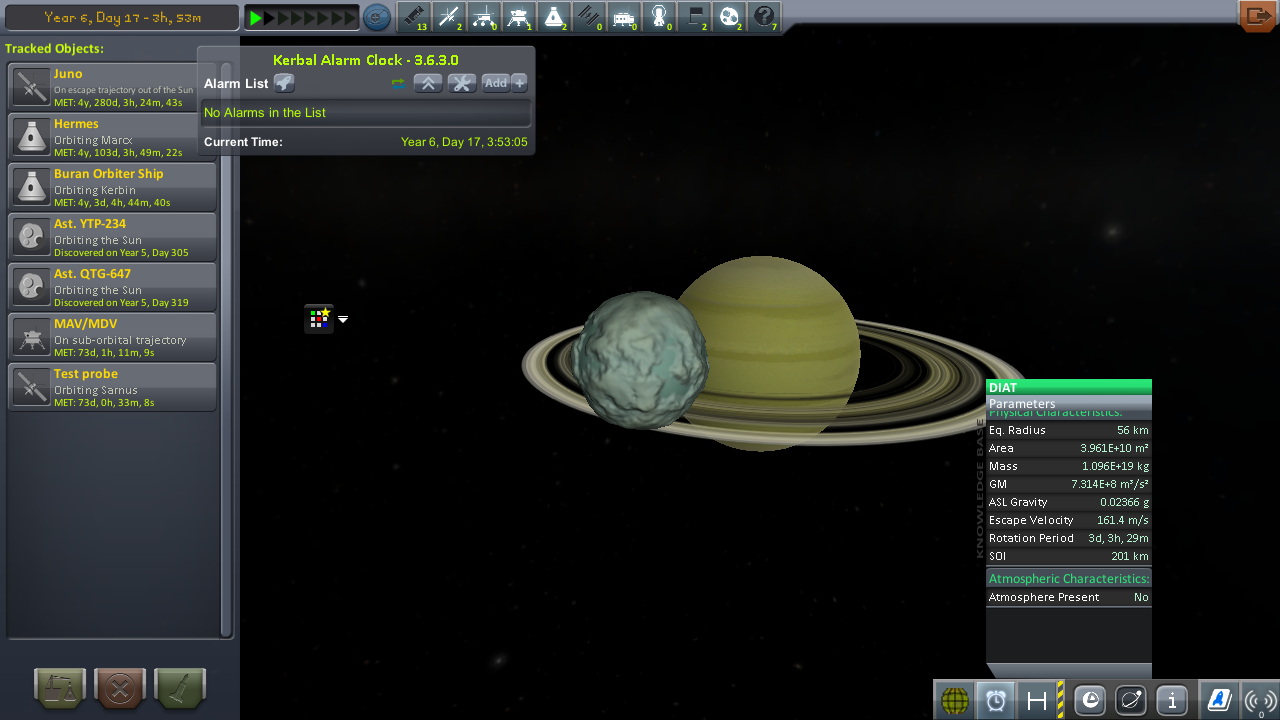 Year 6, Day 17 - 3h, 53m
13
2
0
1
2
0
0
0
2
2
7
Tracked Objects:
Juno
On escape trajectory out of the Sun
MET: 4y, 280d, 3h, 24m, 43s
Hermes
Orbiting Marcx
MET: 4y, 103d, 3h, 49m, 22s
Buran Orbiter Ship
Orbiting Kerbin
MET: 4y, 3d, 4h, 44m, 40s
Ast. YTP-234
Orbiting the Sun
Discovered on Year 5, Day 305
Ast. QTG-647
Orbiting the Sun
Discovered on Year 5, Day 319
MAV/MDV
On sub-orbital trajectory
MET: 73d, 1h, 11m, 9s
Test probe
Orbiting Sarnus
MET: 73d, 0h, 33m, 8s
Kerbal Alarm Clock - 3.6.3.0
Alarm List
Add +
No Alarms in the List
Current Time: Year 6, Day 17, 3:53:05
KNOWLEDGE BASE
DIAT
Parameters
Physical Characteristics:
Eq. Radius 56 km
Area 3.961E+10 m²
Mass 1.096E+19 kg
GM 7.314E+8 m³/s²
ASL Gravity 0.02366 g
Escape Velocity 161.4 m/s
Rotation Period 3d, 3h, 29m
SOI 201 km
Atmospheric Characteristics:
Atmosphere Present No
0